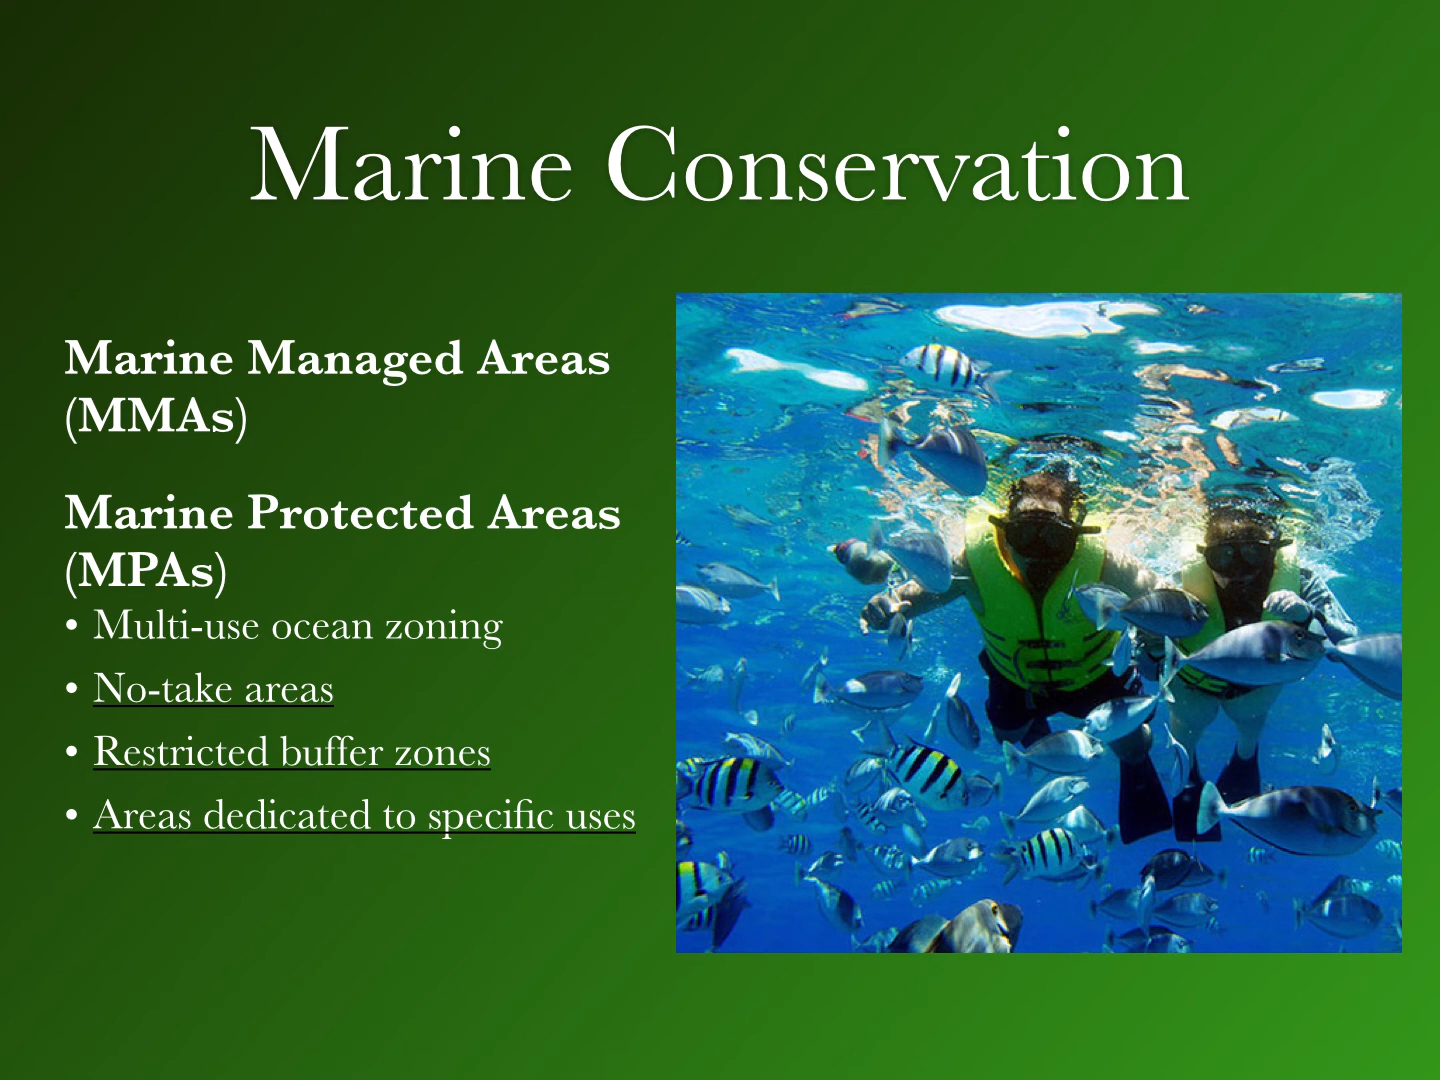 Marine Conservation
Marine Managed Areas
(MMAs)
Marine Protected Areas
(MPAs)
• Multi-use ocean zoning
• No-take areas
• Restricted buffer zones
• Areas dedicated to specific uses